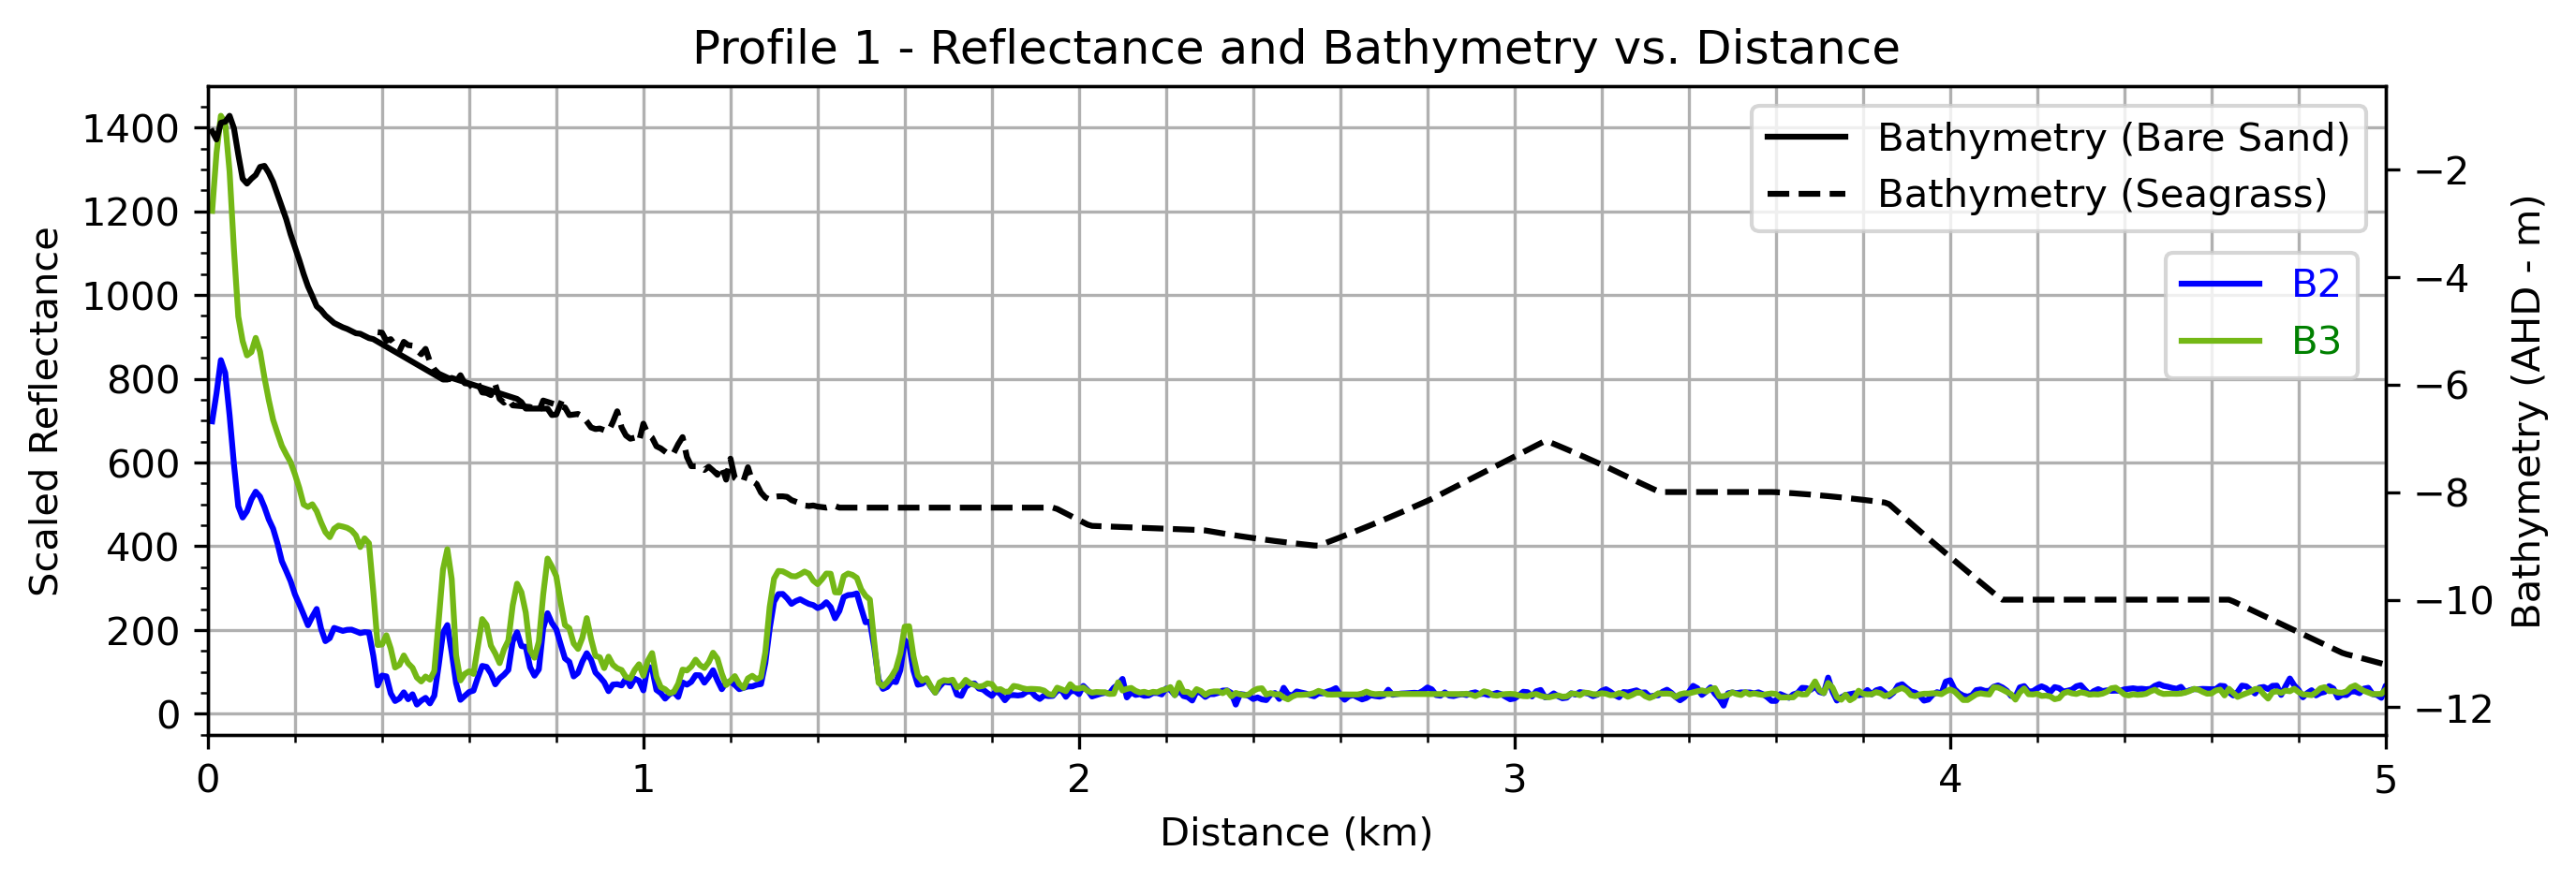 Profile 1 - Reflectance and Bathymetry vs. Distance
Scaled Reflectance
1400
1200
1000
800
600
400
200
0
Bathymetry (Bare Sand)
Bathymetry (Seagrass)
B2
B3
−2
−4
−6
−8
−10
−12
Bathymetry (AHD - m)
0 1 2 3 4 5
Distance (km)